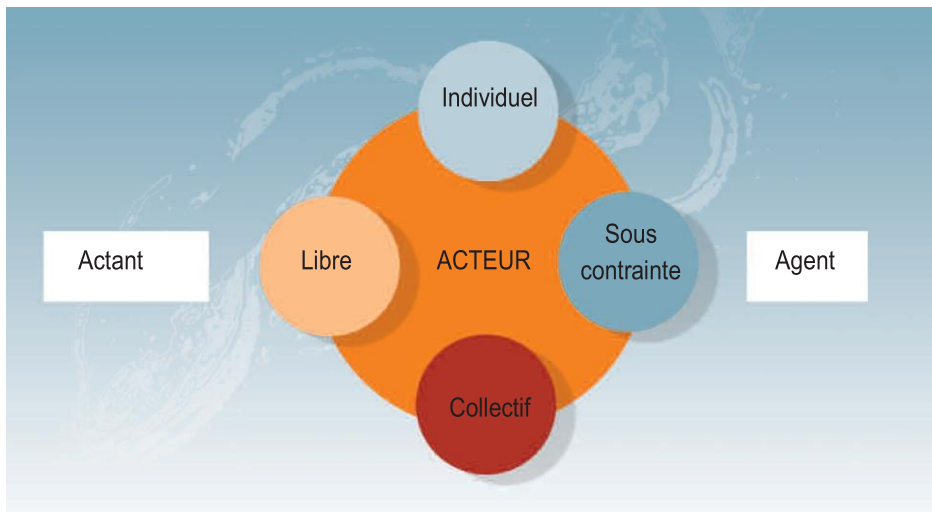 Individuel
Actant
Libre
ACTEUR
Sous
contrainte
Agent
Collectif